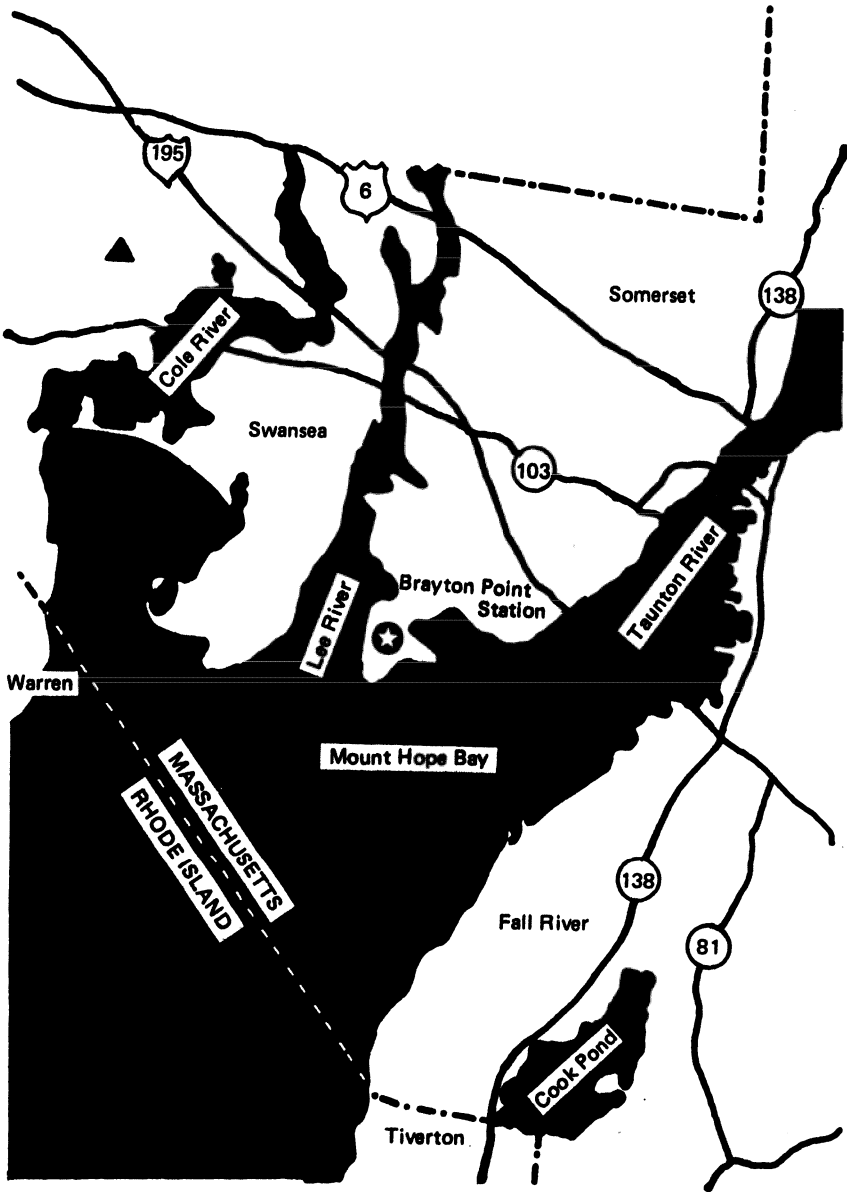 195
6
Somerset
138
Cole River
Swansea
103
Taunton River
Brayton Point
Station
Lee River
Warren
Mount Hope Bay
MASSACHUSETTS
RHODE ISLAND
138
Fall River
81
Cook Pond
Tiverton